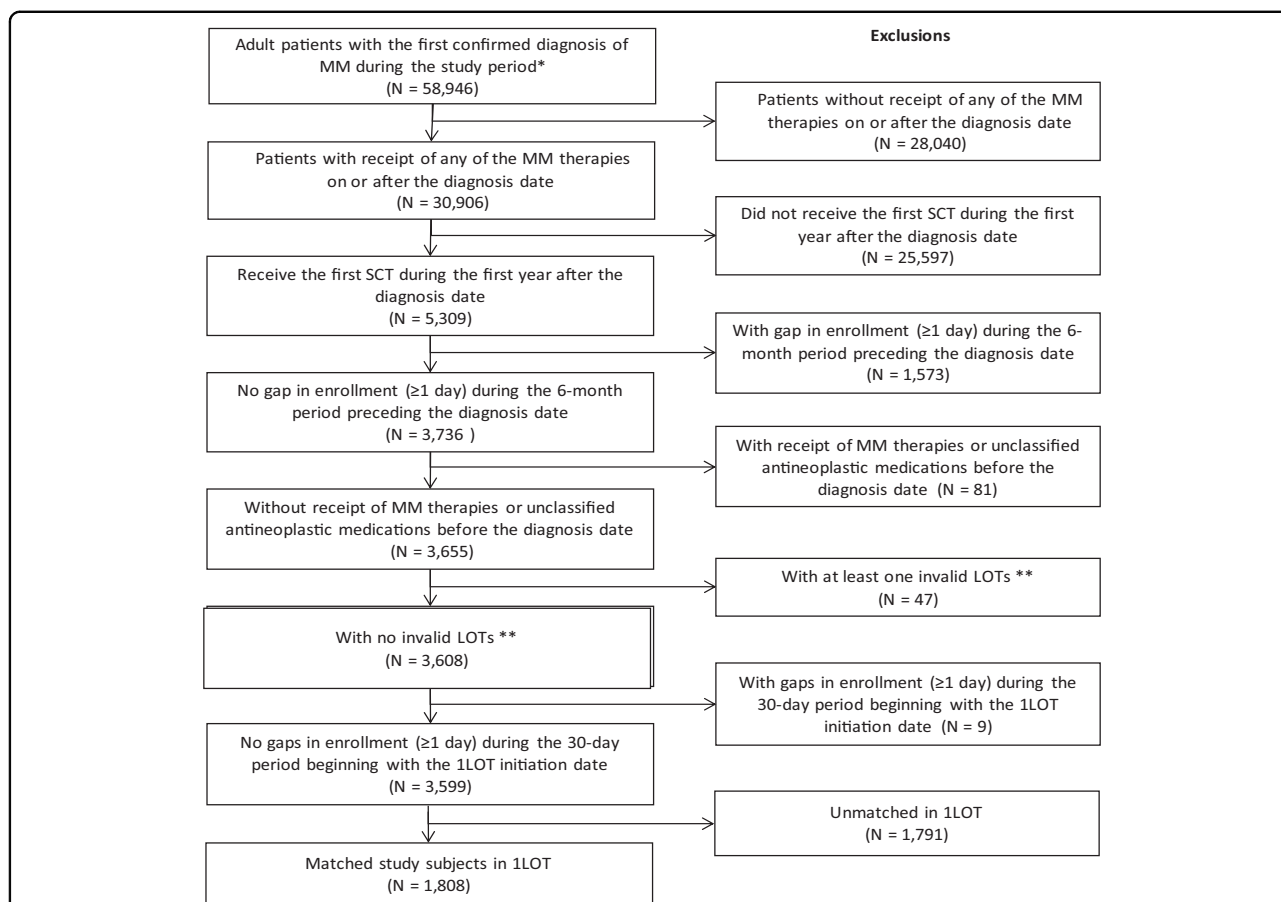 Adult patients with the first confirmed diagnosis of
MM during the study period*
(N = 58,946)
Exclusions
Patients without receipt of any of the MM
therapies on or after the diagnosis date
(N = 28,040)
Patients with receipt of any of the MM therapies
on or after the diagnosis date
(N = 30,906)
Did not receive the first SCT during the first
year after the diagnosis date
(N = 25,597)
Receive the first SCT during the first year after the
diagnosis date
(N = 5,309)
With gap in enrollment (≥1 day) during the 6-
month period preceding the diagnosis date
(N = 1,573)
No gap in enrollment (≥1 day) during the 6-month
period preceding the diagnosis date
(N = 3,736 )
With receipt of MM therapies or unclassified
antineoplastic medications before the
diagnosis date (N = 81)
Without receipt of MM therapies or unclassified
antineoplastic medications before the diagnosis date
(N = 3,655)
With at least one invalid LOTs **
(N = 47)
With no invalid LOTs **
(N = 3,608)
With gaps in enrollment (≥1 day) during the
30-day period beginning with the 1LOT
initiation date (N = 9)
No gaps in enrollment (≥1 day) during the 30-day
period beginning with the 1LOT initiation date
(N = 3,599)
Unmatched in 1LOT
(N = 1,791)
Matched study subjects in 1LOT
(N = 1,808)